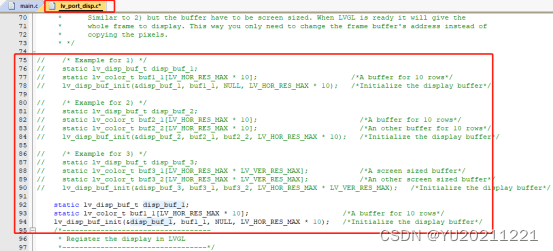 main.c lv_port_disp.c*
70 * Similar to 2) but the buffer have to be screen sized. When LVGL is ready it will give the
71 * whole frame to display. This way you only need to change the frame buffer's address instead of
72 * copying the pixels.
73 * */
74
75 // /* Example for 1) */
76 // static lv_disp_buf_t disp_buf_1;
77 // static lv_color_t buf1_1[LV_HOR_RES_MAX * 10]; /*A buffer for 10 rows*/
78 // lv_disp_buf_init(&disp_buf_1, buf1_1, NULL, LV_HOR_RES_MAX * 10); /*Initialize the display buffer*/
79
80 // /* Example for 2) */
81 // static lv_disp_buf_t disp_buf_2;
82 // static lv_color_t buf2_1[LV_HOR_RES_MAX * 10]; /*A buffer for 10 rows*/
83 // static lv_color_t buf2_2[LV_HOR_RES_MAX * 10]; /*An other buffer for 10 rows*/
84 // lv_disp_buf_init(&disp_buf_2, buf2_1, buf2_2, LV_HOR_RES_MAX * 10); /*Initialize the display buffer*/
85
86 // /* Example for 3) */
87 // static lv_disp_buf_t disp_buf_3;
88 // static lv_color_t buf3_1[LV_HOR_RES_MAX * LV_VER_RES_MAX]; /*A screen sized buffer*/
89 // static lv_color_t buf3_2[LV_HOR_RES_MAX * LV_VER_RES_MAX]; /*An other screen sized buffer*/
90 // lv_disp_buf_init(&disp_buf_3, buf3_1, buf3_2, LV_HOR_RES_MAX * LV_VER_RES_MAX); /*Initialize the display buffer*/
91
92 static lv_disp_buf_t disp_buf_1;
93 static lv_color_t buf1_1[LV_HOR_RES_MAX * 10]; /*A buffer for 10 rows*/
94 lv_disp_buf_init(&disp_buf_1, buf1_1, NULL, LV_HOR_RES_MAX * 10); /*Initialize the display buffer*/
95 /*-----------------------------------
96 * Register the display in LVGL
97 *----------------------------------*/
CSDN @YU20211221